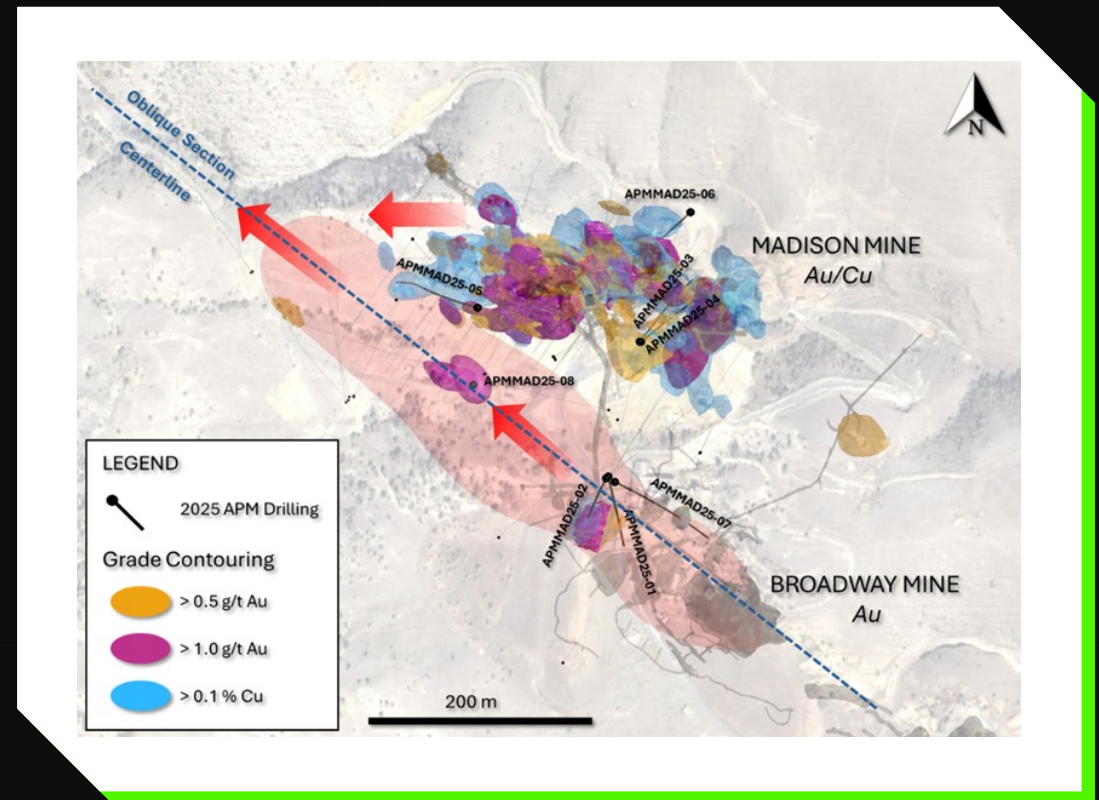 Oblique Section
Centerline
N
APMMAD25-06
MADISON MINE
Au/Cu
APMMAD25-03
APMMAD25-05
APMMAD25-04
APMMAD25-08
LEGEND
2025 APM Drilling
Grade Contouring
> 0.5 g/t Au
> 1.0 g/t Au
> 0.1 % Cu
APMMAD25-02
APMMAD25-07
APMMAD25-01
BROADWAY MINE
Au
200 m